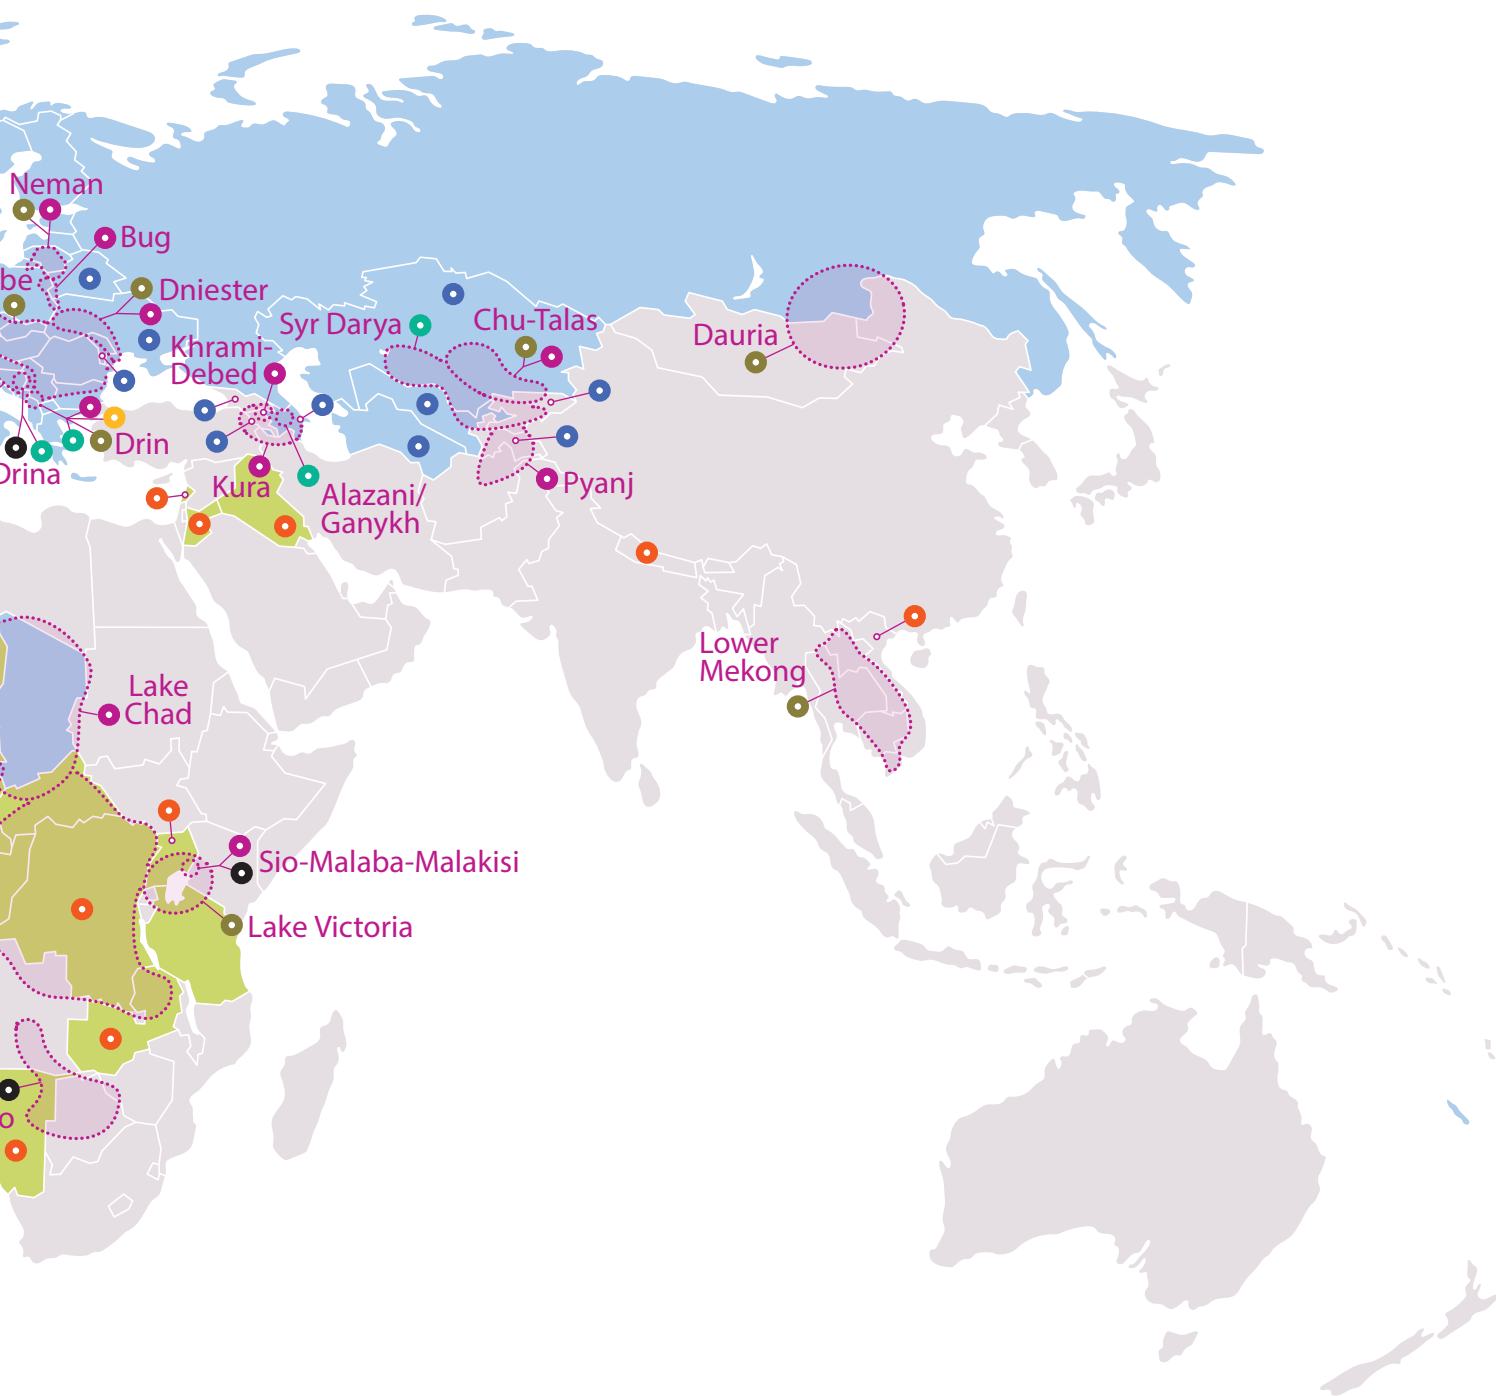 Neman
Bug
be
Dniester
Syr Darya
Chu-Talas
Khrami-
Debed
Dauria
Drin
Drina
Kura
Alazani/
Ganykh
Pyanj
Lower
Mekong
Lake
Chad
Sio-Malaba-Malakisi
Lake Victoria
o